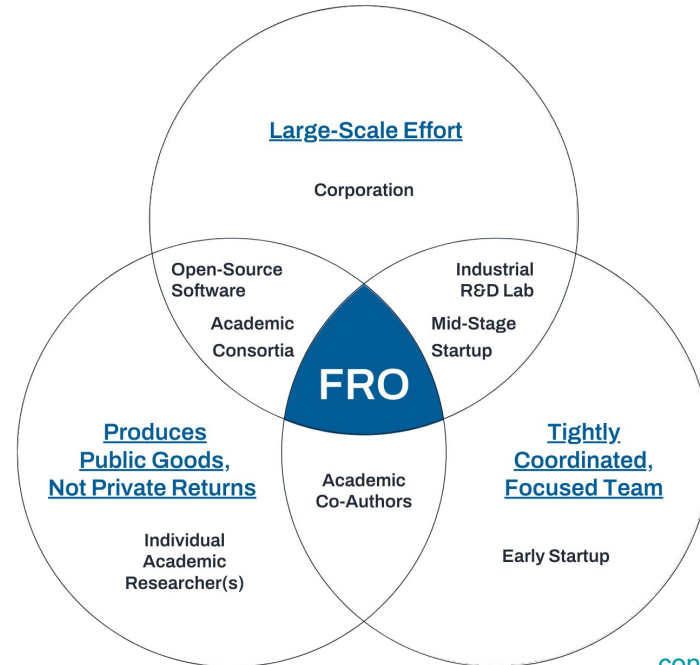 Large-Scale Effort
Corporation
Open-Source
Software
Academic
Consortia
Industrial
R&D Lab
Mid-Stage
Startup
FRO
Produces
Public Goods,
Not Private Returns
Individual
Academic
Researcher(s)
Academic
Co-Authors
Tightly
Coordinated,
Focused Team
Early Startup